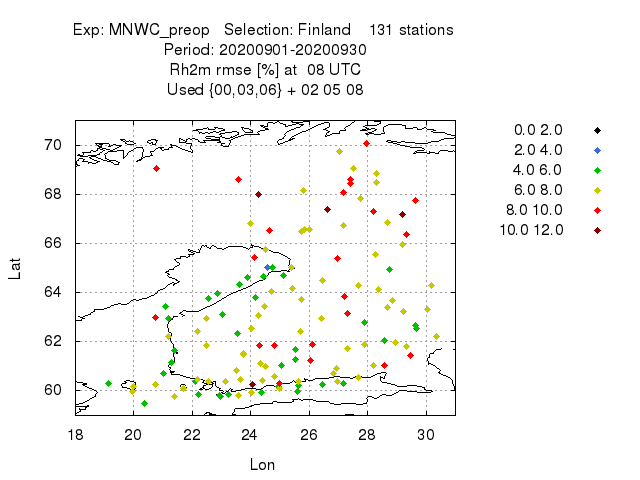 Exp: MNWC_preop   Selection: Finland    131 stations
Period: 20200901-20200930
Rh2m rmse [%] at  08 UTC
Used {00,03,06} + 02 05 08
0.0 2.0
2.0 4.0
4.0 6.0
6.0 8.0
8.0 10.0
10.0 12.0
70
68
66
64
62
60
Lat
18 20 22 24 26 28 30
Lon